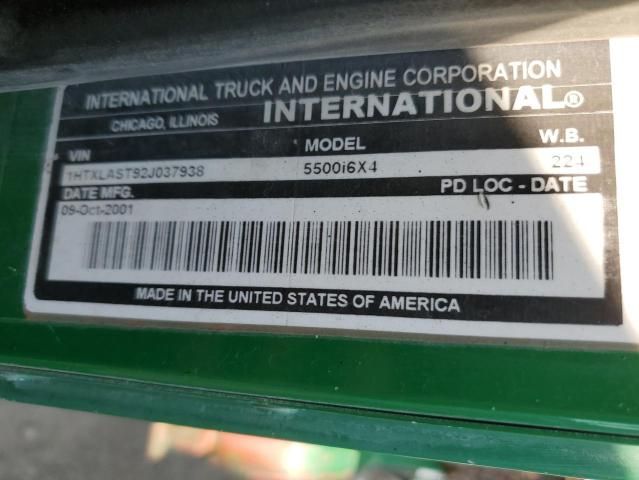 INTERNATIONAL TRUCK AND ENGINE CORPORATION
CHICAGO, ILLINOIS INTERNATIONAL®
VIN MODEL W.B.
1HTXLAST92J037938 5500i6X4 224
DATE MFG. PD LOC - DATE
09-Oct-2001
MADE IN THE UNITED STATES OF AMERICA